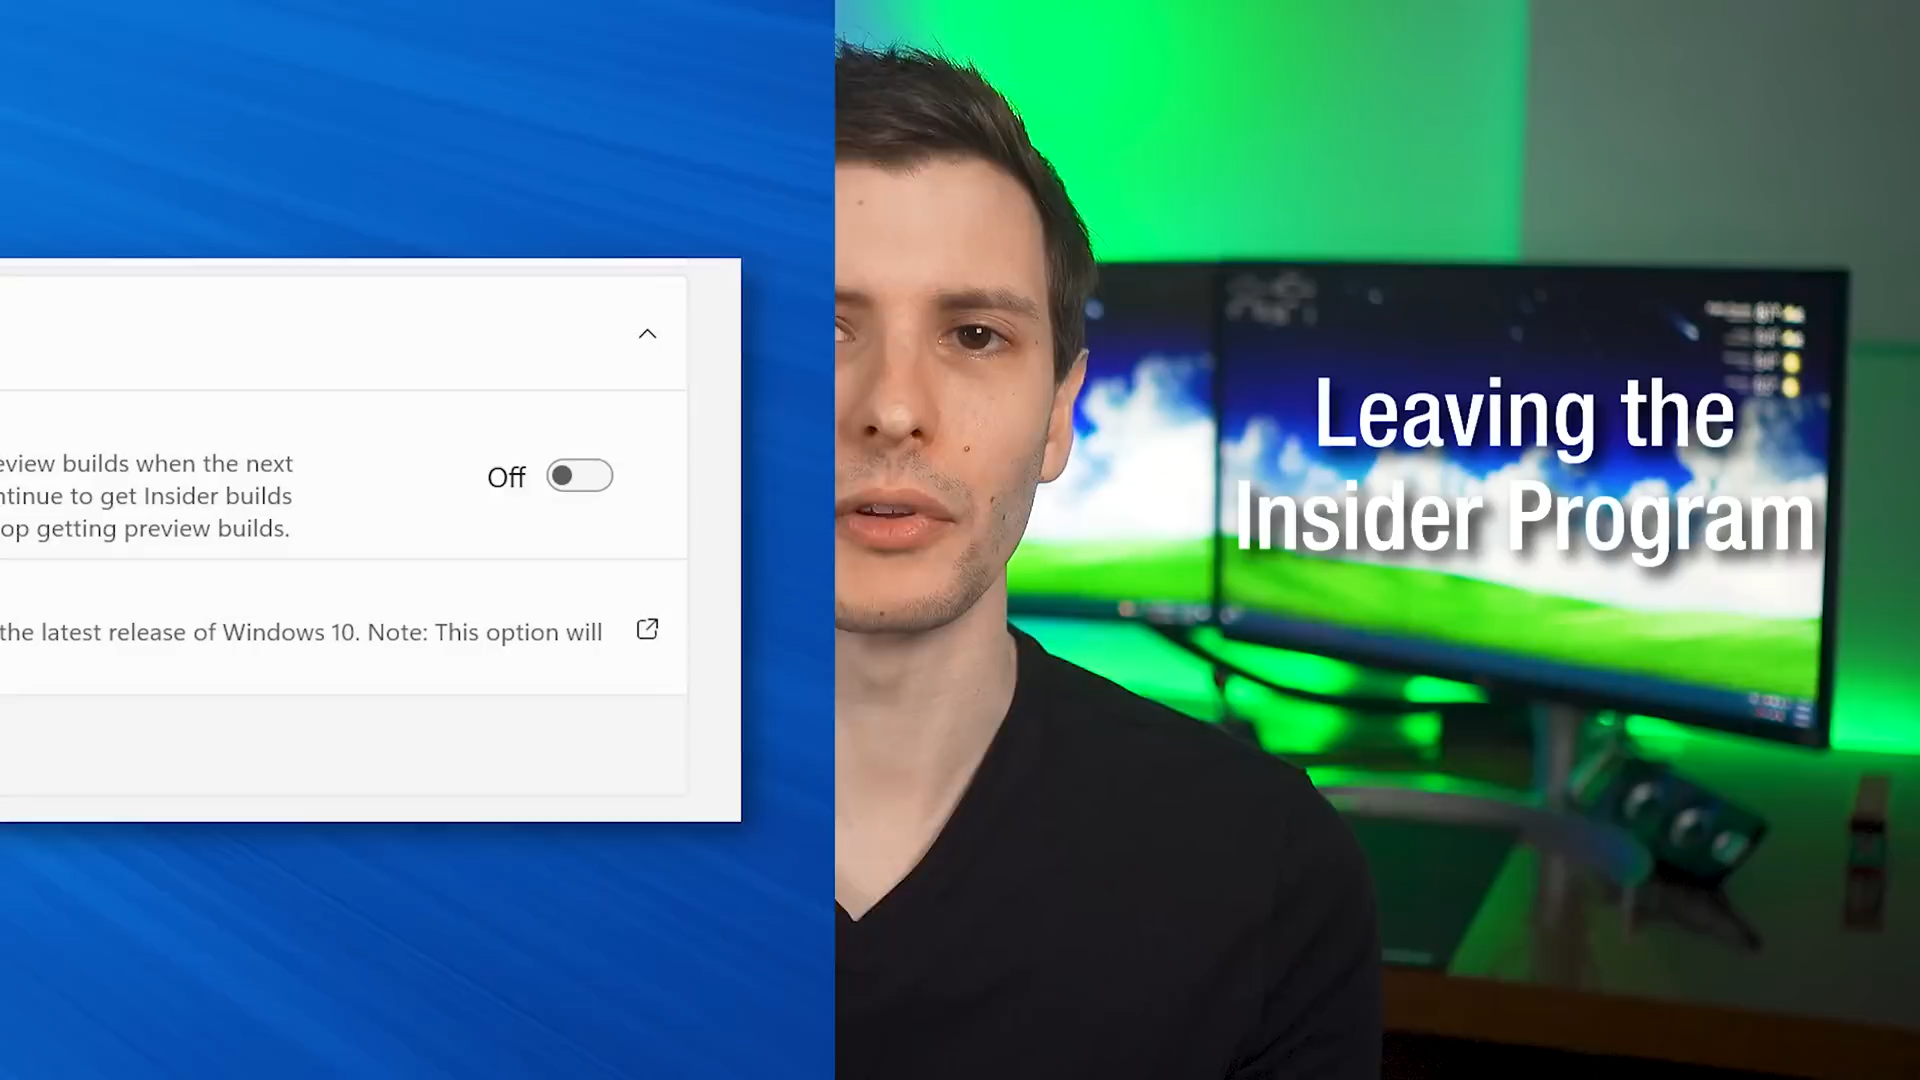 eview builds when the next
ntinue to get Insider builds
op getting preview builds.
Off
the latest release of Windows 10. Note: This option will
Leaving the
Insider Program